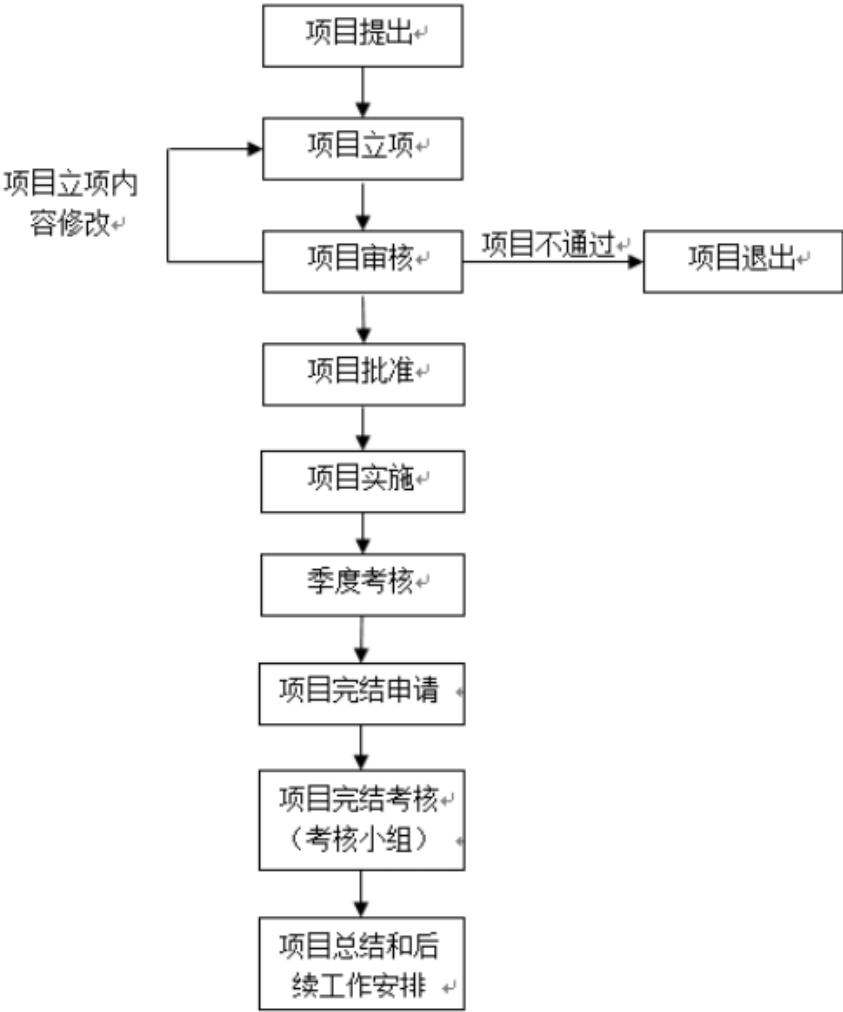 项目提出
项目立项
项目立项内
容修改
项目审核
项目不通过
项目退出
项目批准
项目实施
季度考核
项目完结申请
项目完结考核
（考核小组）
项目总结和后
续工作安排